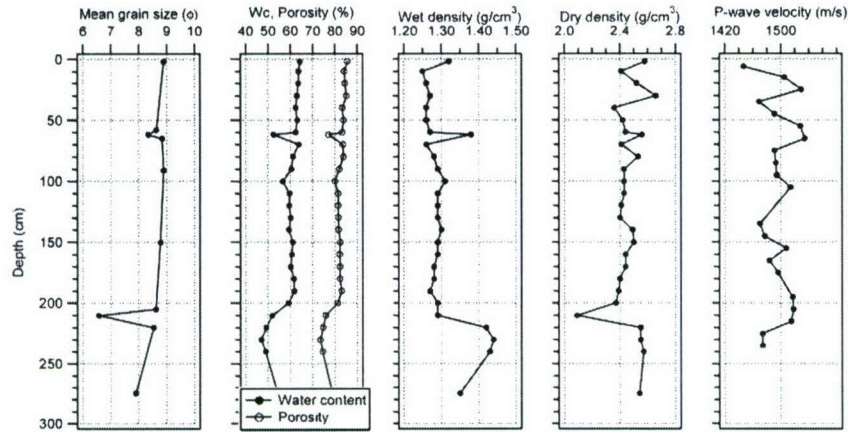 Mean grain size (ο)
6 7 8 9 10
Wc, Porosity (%)
40 50 60 70 80 90
Wet density (g/cm³)
1.20 1.30 1.40 1.50
Dry density (g/cm³)
2.0 2.4 2.8
P-wave velocity (m/s)
1420 1500
Depth (cm)
0
50
100
150
200
250
300
Water content
Porosity